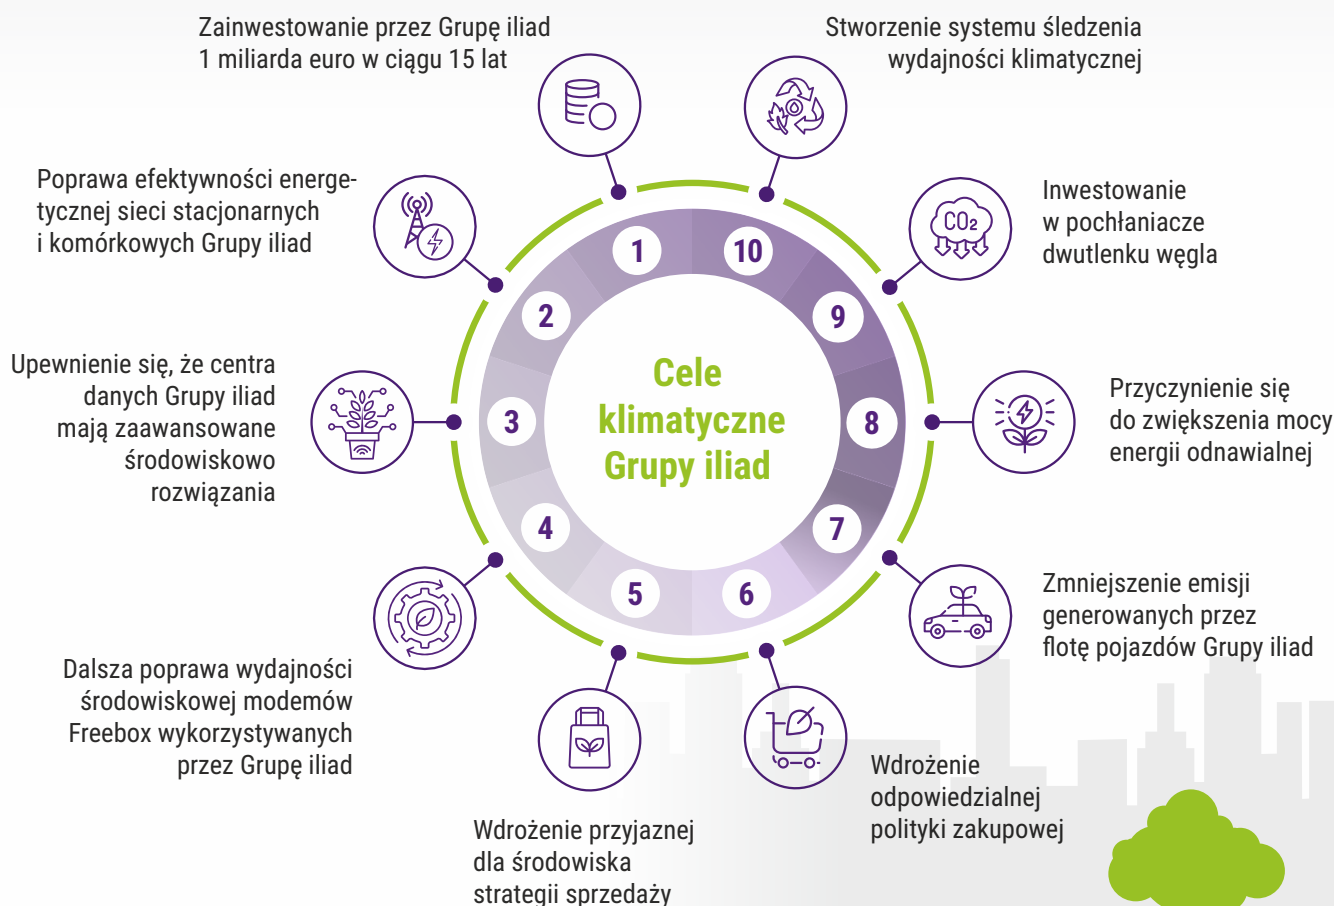 Zainwestowanie przez Grupę iliad
1 miliarda euro w ciągu 15 lat
Stworzenie systemu śledzenia
wydajności klimatycznej
Poprawa efektywności energe-
tycznej sieci stacjonarnych
i komórkowych Grupy iliad
Inwestowanie
w pochłaniacze
dwutlenku węgla
CO₂
1
10
2
9
Upewnienie się, że centra
danych Grupy iliad
mają zaawansowane
środowiskowo
rozwiązania
3
Cele
klimatyczne
Grupy iliad
8
Przyczynienie się
do zwiększenia mocy
energii odnawialnej
4
7
5
6
Dalsza poprawa wydajności
środowiskowej modemów
Freebox wykorzystywanych
przez Grupę iliad
Zmniejszenie emisji
generowanych przez
flotę pojazdów Grupy iliad
Wdrożenie przyjaznej
dla środowiska
strategii sprzedaży
Wdrożenie
odpowiedzialnej
polityki zakupowej